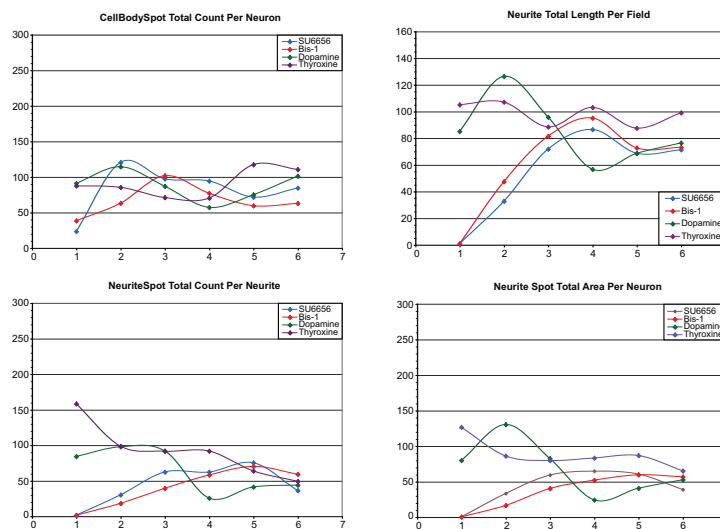 CellBodySpot Total Count Per Neuron
300
250
200
150
100
50
0
0 1 2 3 4 5 6 7
SU6656
Bis-1
Dopamine
Thyroxine
Neurite Total Length Per Field
160
140
120
100
80
60
40
20
0
0 1 2 3 4 5 6
SU6656
Bis-1
Dopamine
Thyroxine
NeuriteSpot Total Count Per Neurite
300
250
200
150
100
50
0
0 1 2 3 4 5 6 7
SU6656
Bis-1
Dopamine
Thyroxine
Neurite Spot Total Area Per Neuron
300
250
200
150
100
50
0
0 1 2 3 4 5 6
SU6656
Bis-1
Dopamine
Thyroxine